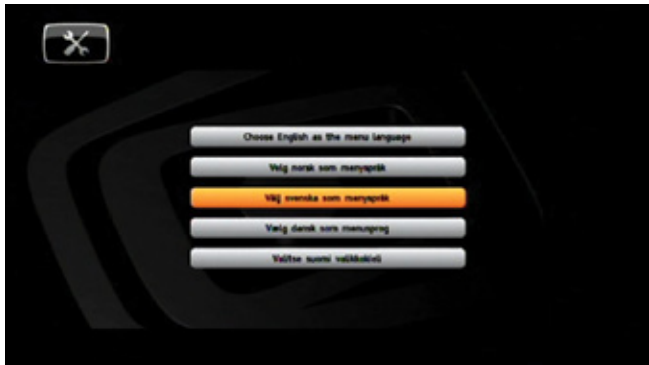 Choose English as the menu language
Velg norsk som menyspråk
Välj svenska som menyspråk
Vælg dansk som menusprog
Valitse suomi valikkokieli